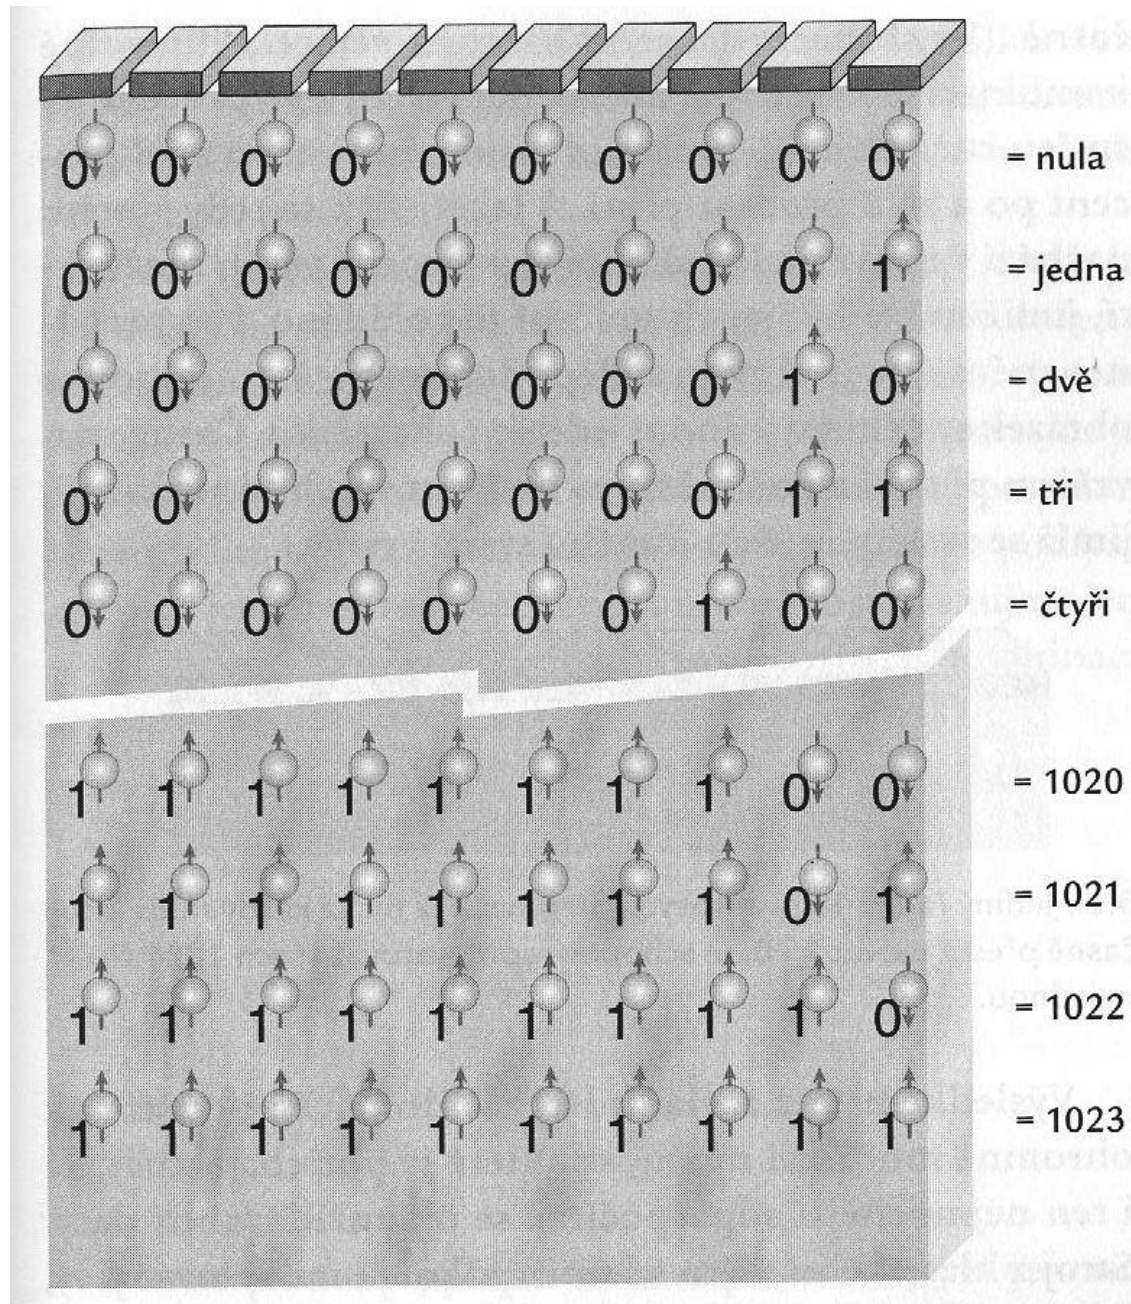 0 0 0 0 0 0 0 0 0 0 = nula
0 0 0 0 0 0 0 0 0 1 = jedna
0 0 0 0 0 0 0 0 1 0 = dvě
0 0 0 0 0 0 0 0 1 1 = tři
0 0 0 0 0 0 0 1 0 0 = čtyři
1 1 1 1 1 1 1 1 0 0 = 1020
1 1 1 1 1 1 1 1 0 1 = 1021
1 1 1 1 1 1 1 1 1 0 = 1022
1 1 1 1 1 1 1 1 1 1 = 1023